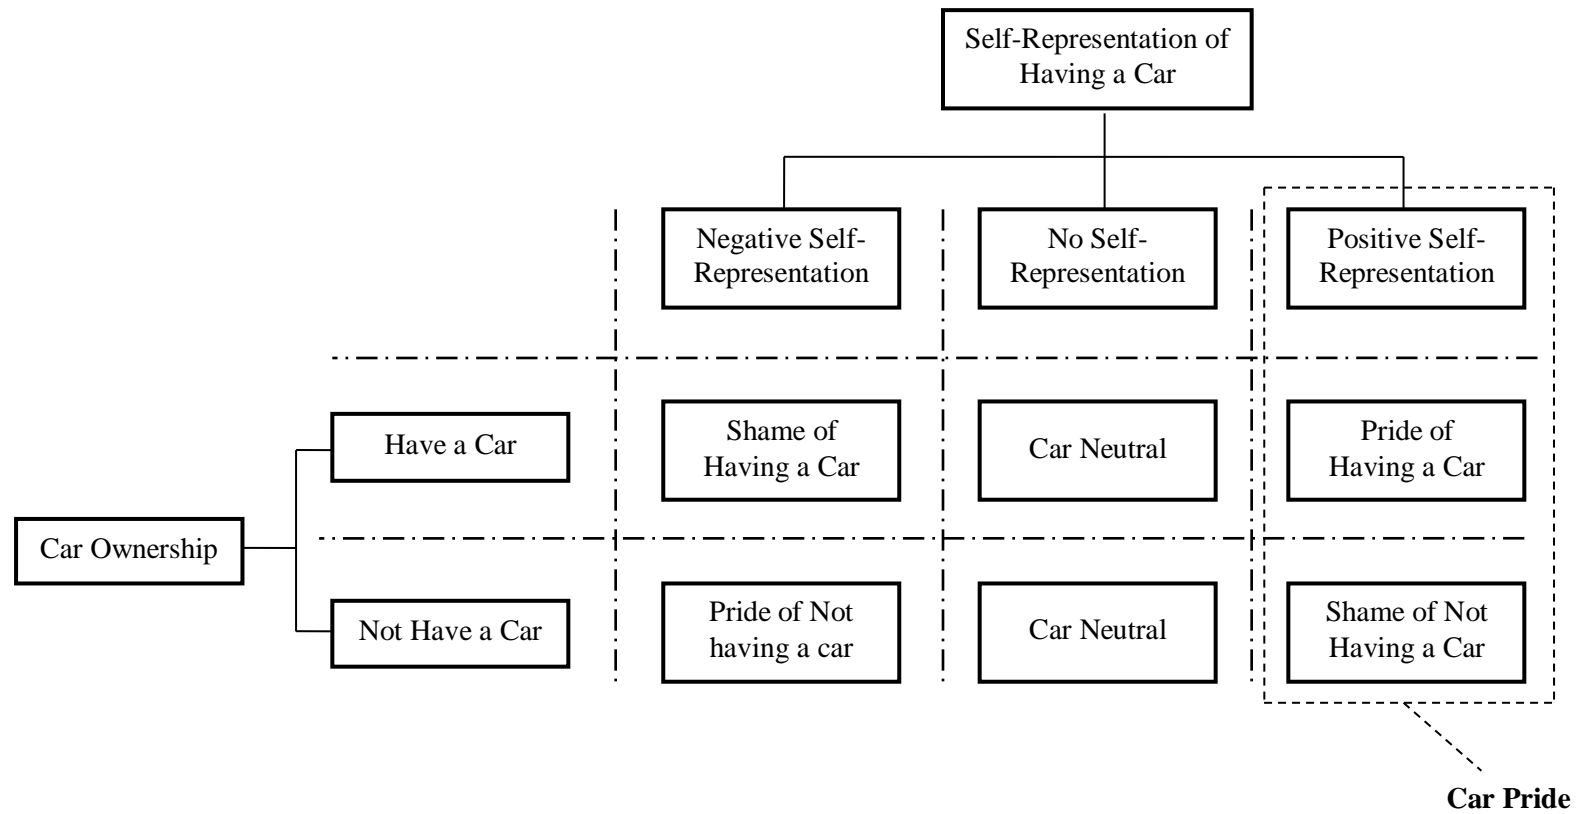 Self-Representation of
Having a Car
Negative Self-
Representation
No Self-
Representation
Positive Self-
Representation
Have a Car
Shame of
Having a Car
Car Neutral
Pride of
Having a Car
Car Ownership
Not Have a Car
Pride of Not
having a car
Car Neutral
Shame of Not
Having a Car
Car Pride